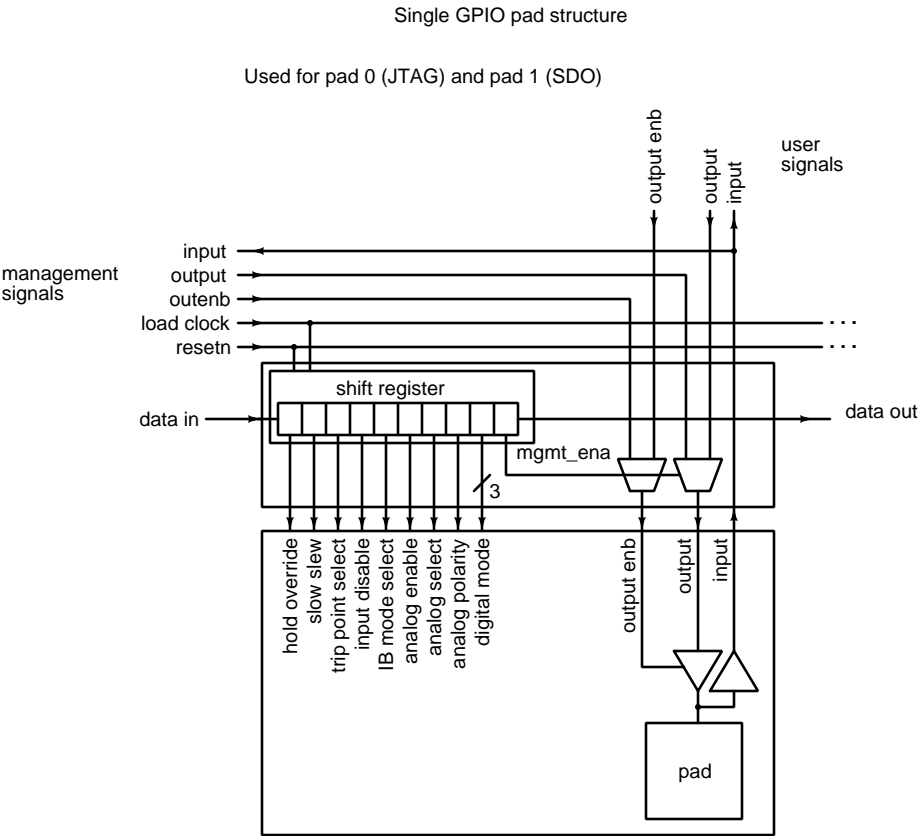 Single GPIO pad structure
Used for pad 0 (JTAG) and pad 1 (SDO)
output enb
output
input
user
signals
management
signals
input
output
outenb
load clock
resetn
. . .
. . .
shift register
data in
data out
mgmt_ena
3
hold override
slow slew
trip point select
input disable
IB mode select
analog enable
analog select
analog polarity
digital mode
output enb
output
input
pad